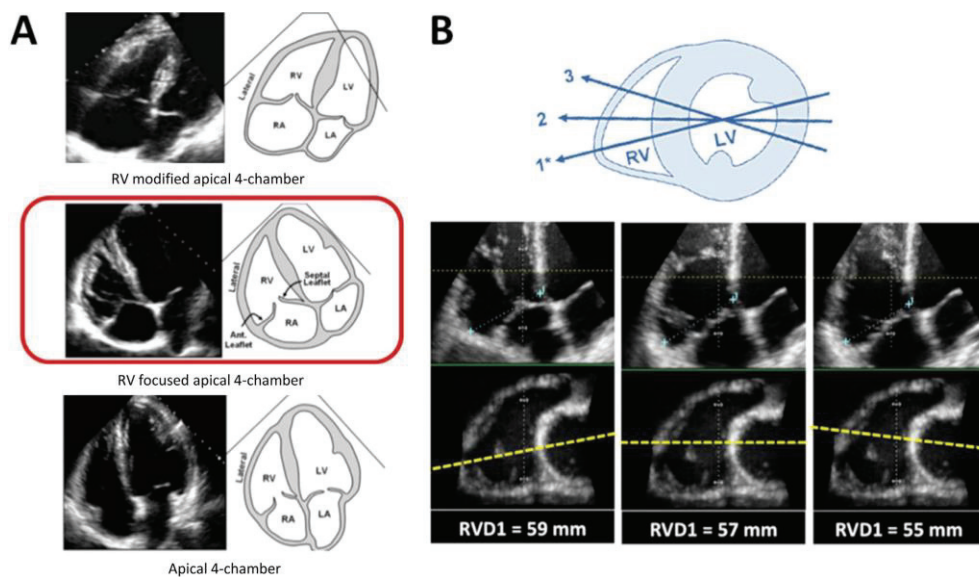 A
Lateral
RV
LV
RA
LA
RV modified apical 4-chamber
Lateral
LV
RV
Septal
Leaflet
LA
RA
Ant.
Leaflet
RV focused apical 4-chamber
Lateral
RV
LV
RA
LA
Apical 4-chamber
B
3
2
1*
RV
LV
RVD1 = 59 mm
RVD1 = 57 mm
RVD1 = 55 mm